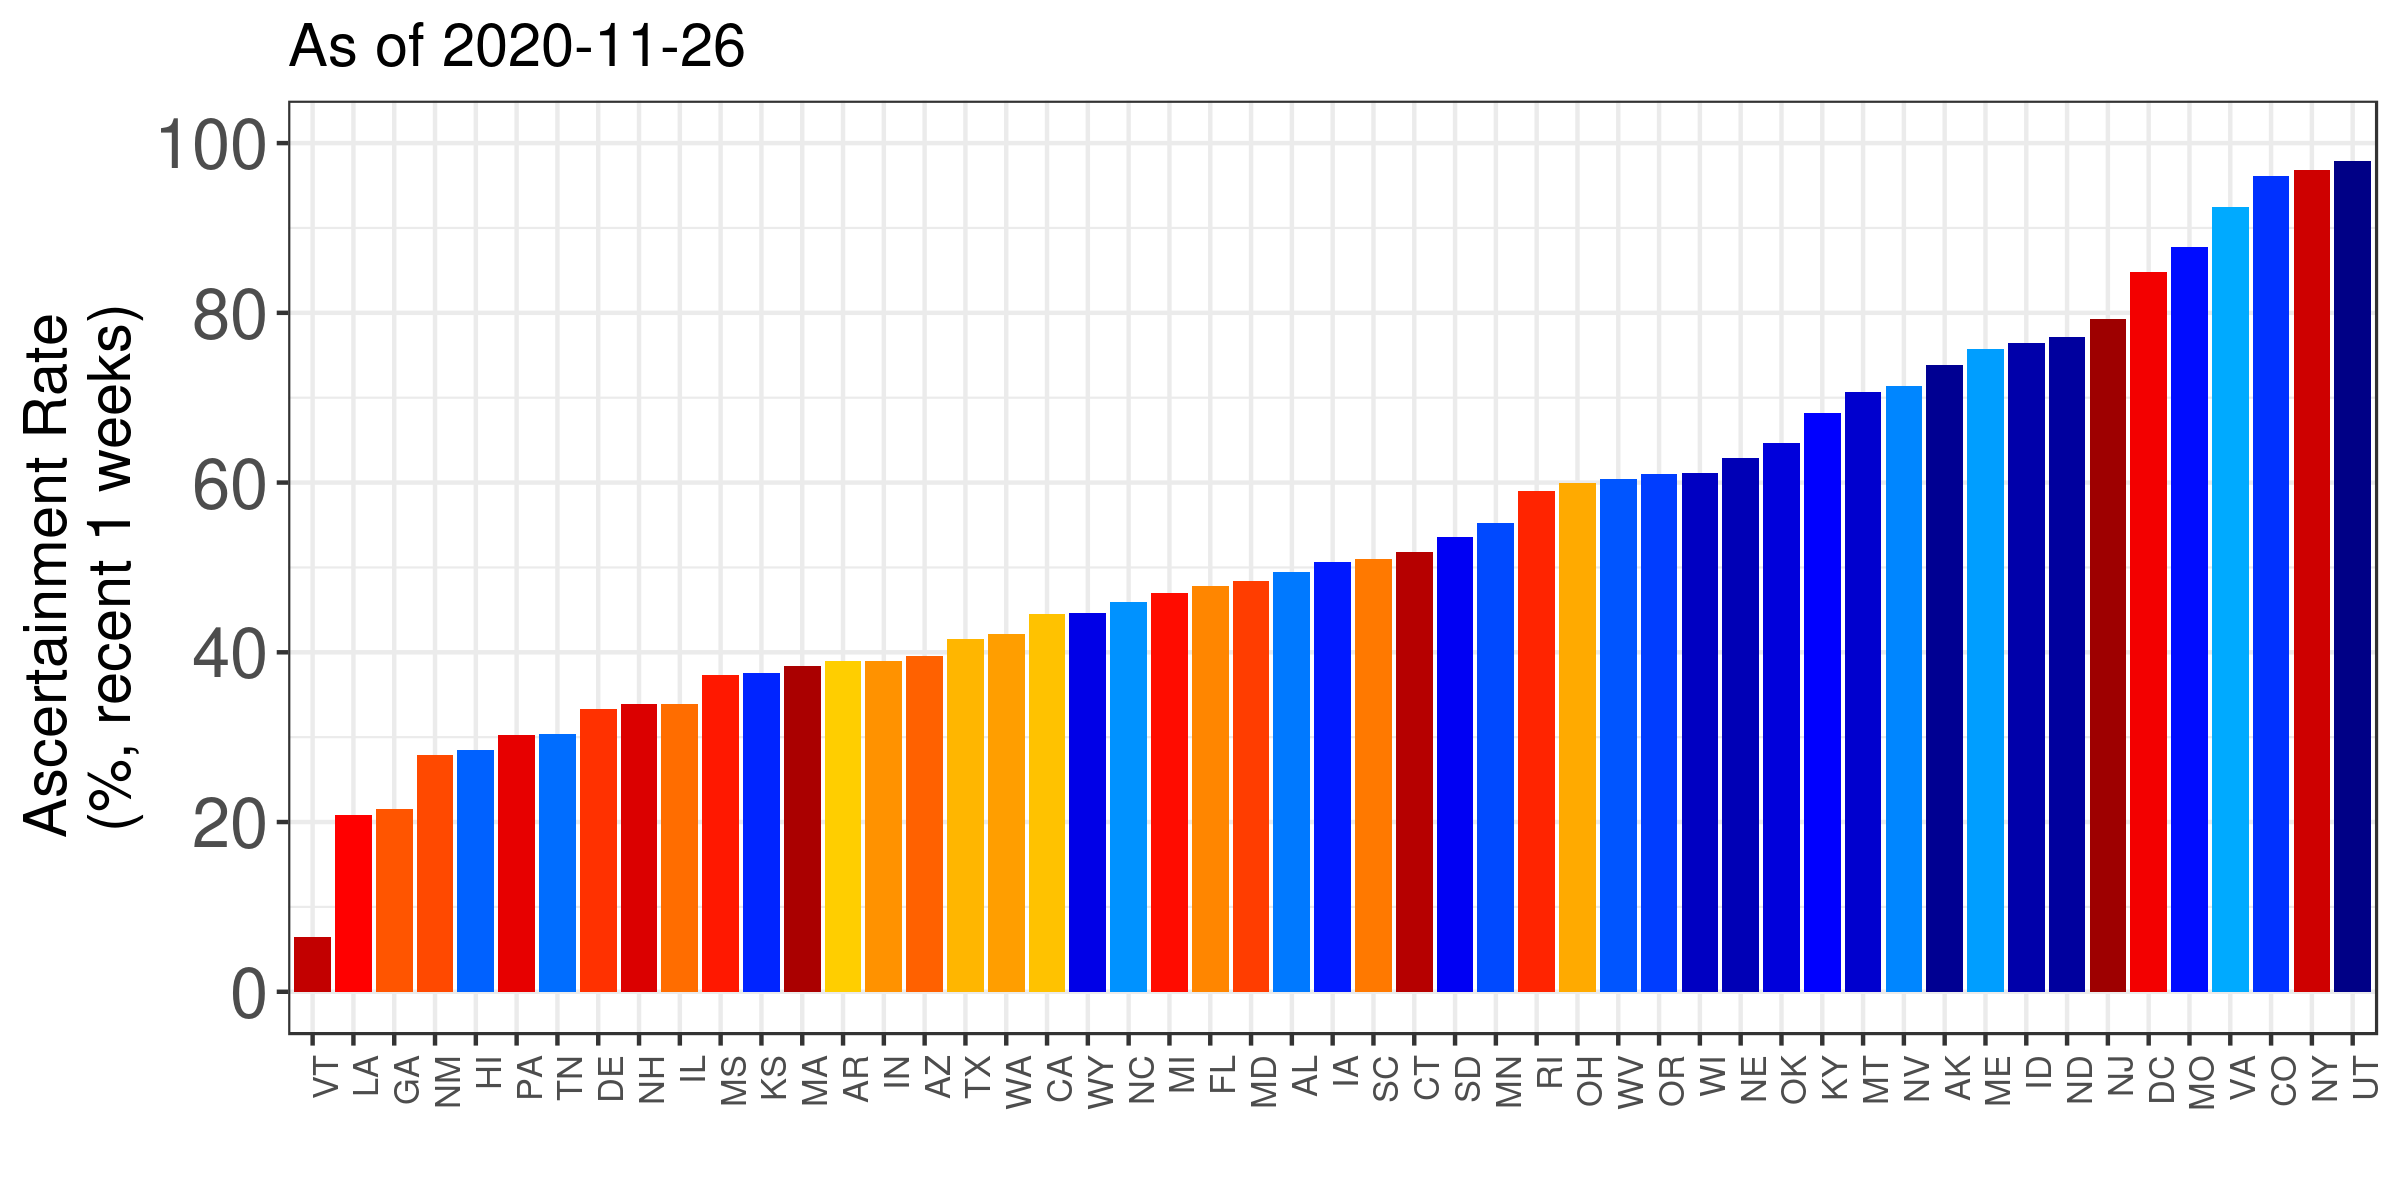 As of 2020-11-26
Ascertainment Rate
(%, recent 1 weeks)
100
80
60
40
20
0
VT LA GA NM HI PA TN DE NH IL MS KS MA AR IN AZ TX WA CA WY NC MI FL MD AL IA SC CT SD MN RI OH WV OR WI NE OK KY MT NV AK ME ID ND NJ DC MO VA CO NY UT